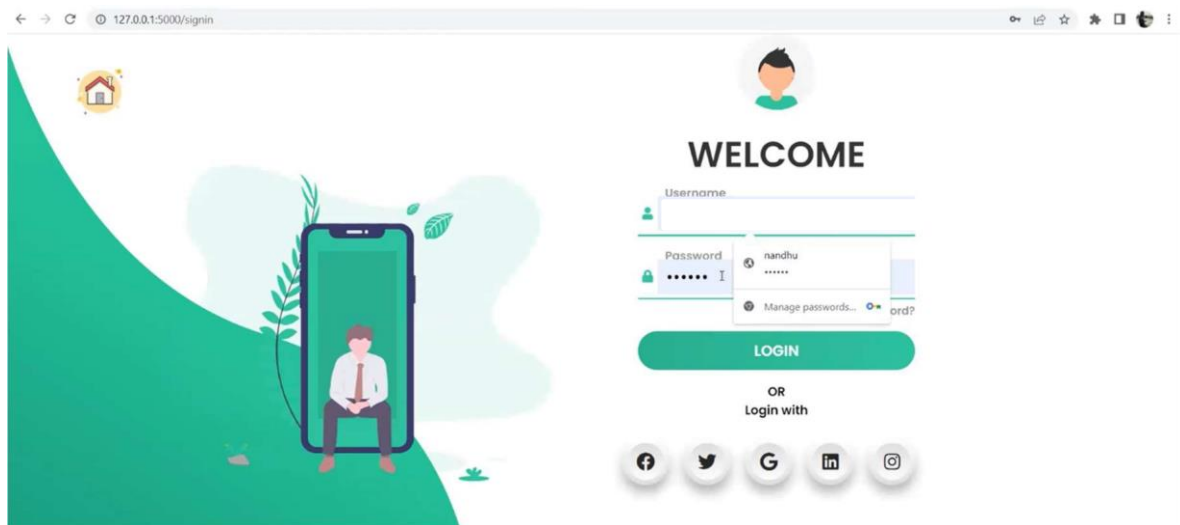 127.0.0.1:5000/signin
WELCOME
Username
Password
••••••
nandhu
••••••
Manage passwords...
ord?
LOGIN
OR
Login with